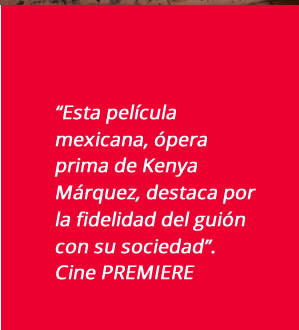 “Esta película
mexicana, ópera
prima de Kenya
Márquez, destaca por
la fidelidad del guión
con su sociedad”.
Cine PREMIERE